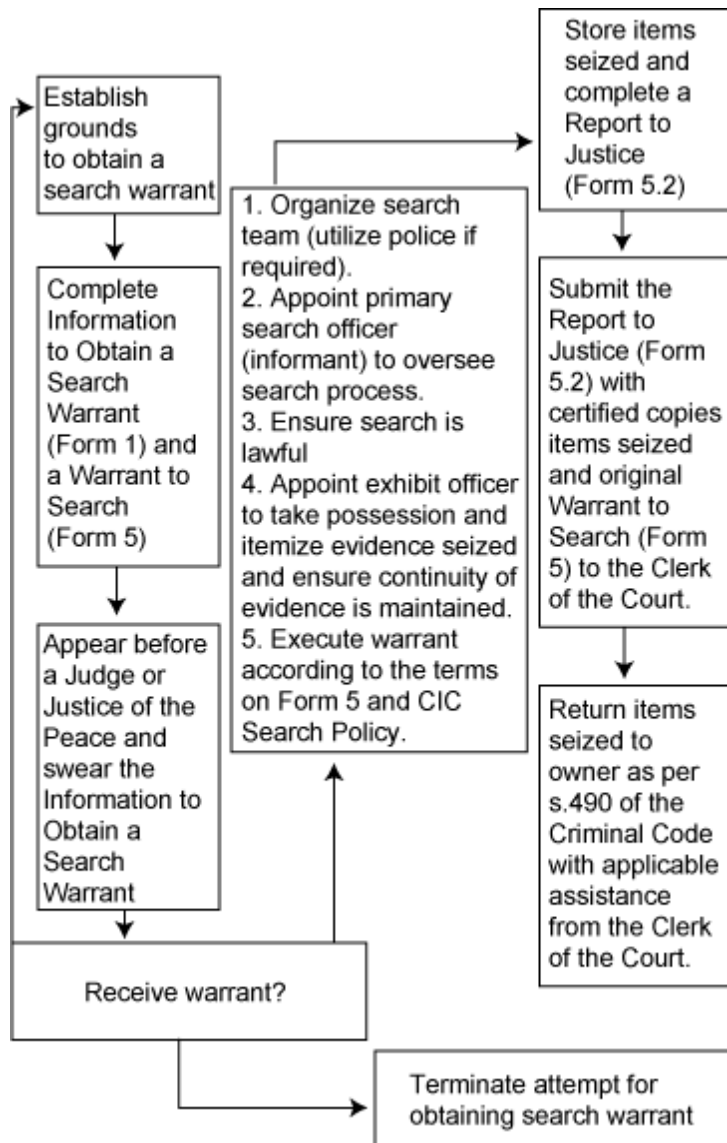 Establish
grounds
to obtain a
search warrant
Complete
Information
to Obtain a
Search
Warrant
(Form 1) and
a Warrant to
Search
(Form 5)
Appear before
a Judge or
Justice of the
Peace and
swear the
Information to
Obtain a
Search
Warrant
Receive warrant?
Terminate attempt for
obtaining search warrant
1. Organize search
team (utilize police if
required).
2. Appoint primary
search officer
(informant) to oversee
search process.
3. Ensure search is
lawful
4. Appoint exhibit officer
to take possession and
itemize evidence seized
and ensure continuity of
evidence is maintained.
5. Execute warrant
according to the terms
on Form 5 and CIC
Search Policy.
Store items
seized and
complete a
Report to
Justice
(Form 5.2)
Submit the
Report to
Justice (Form
5.2) with
certified copies
items seized
and original
Warrant to
Search (Form
5) to the Clerk
of the Court.
Return items
seized to
owner as per
s.490 of the
Criminal Code
with applicable
assistance
from the Clerk
of the Court.